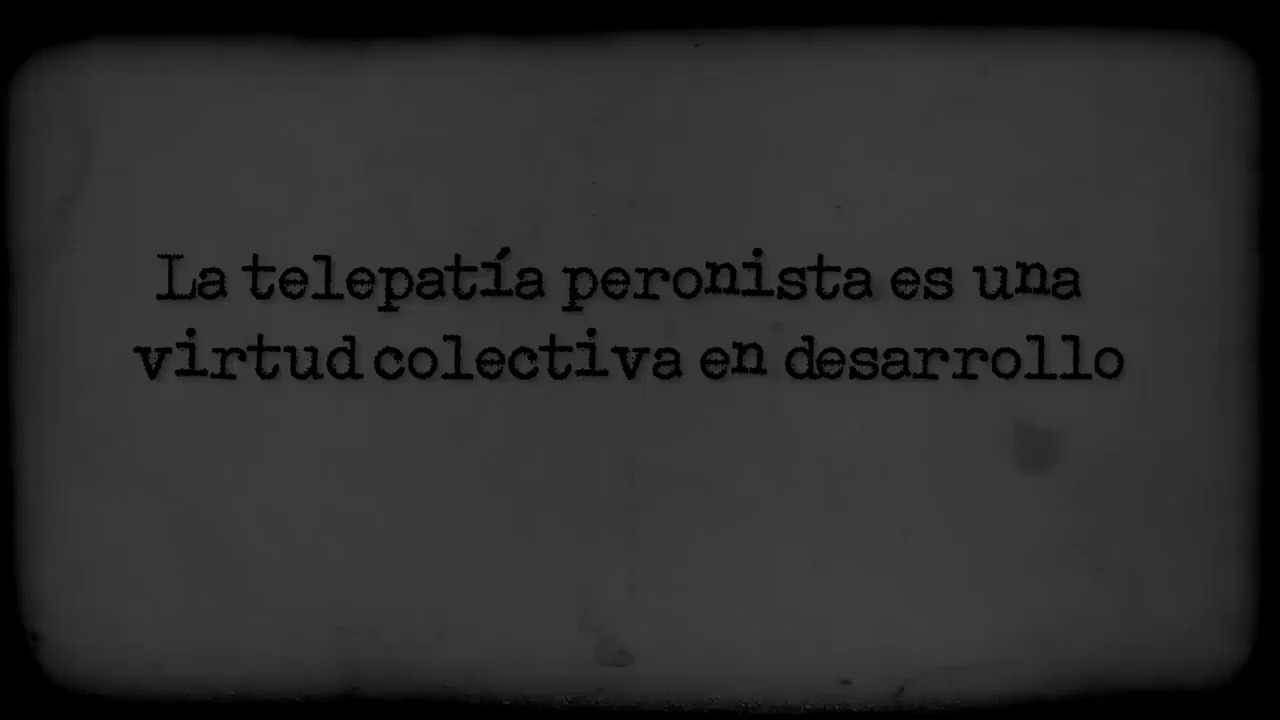 La telepatía peronista es una
virtud colectiva en desarrollo